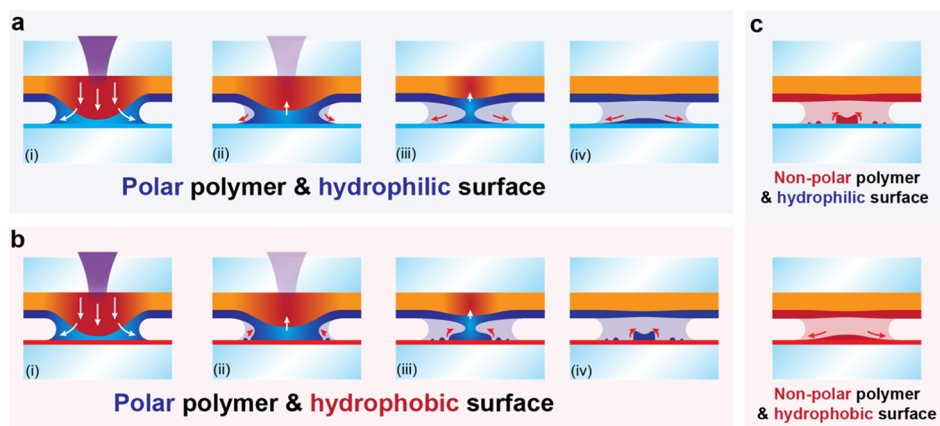 a
(i)
(ii)
(iii)
(iv)
Polar polymer & hydrophilic surface
b
(i)
(ii)
(iii)
(iv)
Polar polymer & hydrophobic surface
c
Non-polar polymer
& hydrophilic surface
Non-polar polymer
& hydrophobic surface